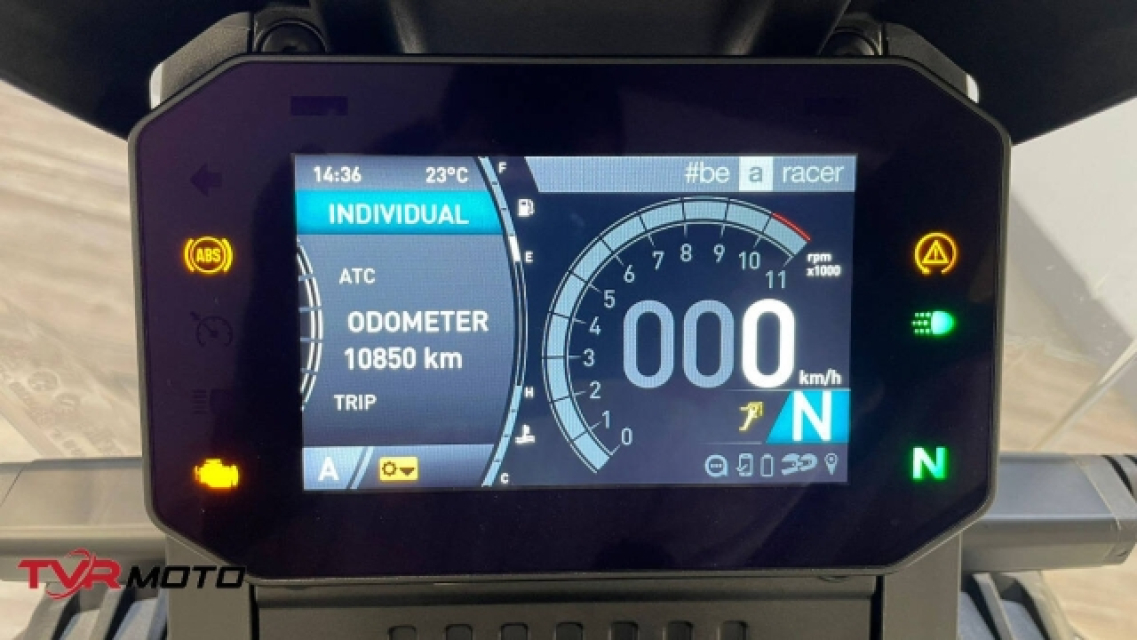 14:36 23°C
F
#be a racer
INDIVIDUAL
ABS
E
ATC
ODOMETER
10850 km
TRIP
0 1 2 3 4 5 6 7 8 9 10 11
rpm
x1000
000
km/h
H
N
A
C
N
TVR MOTO